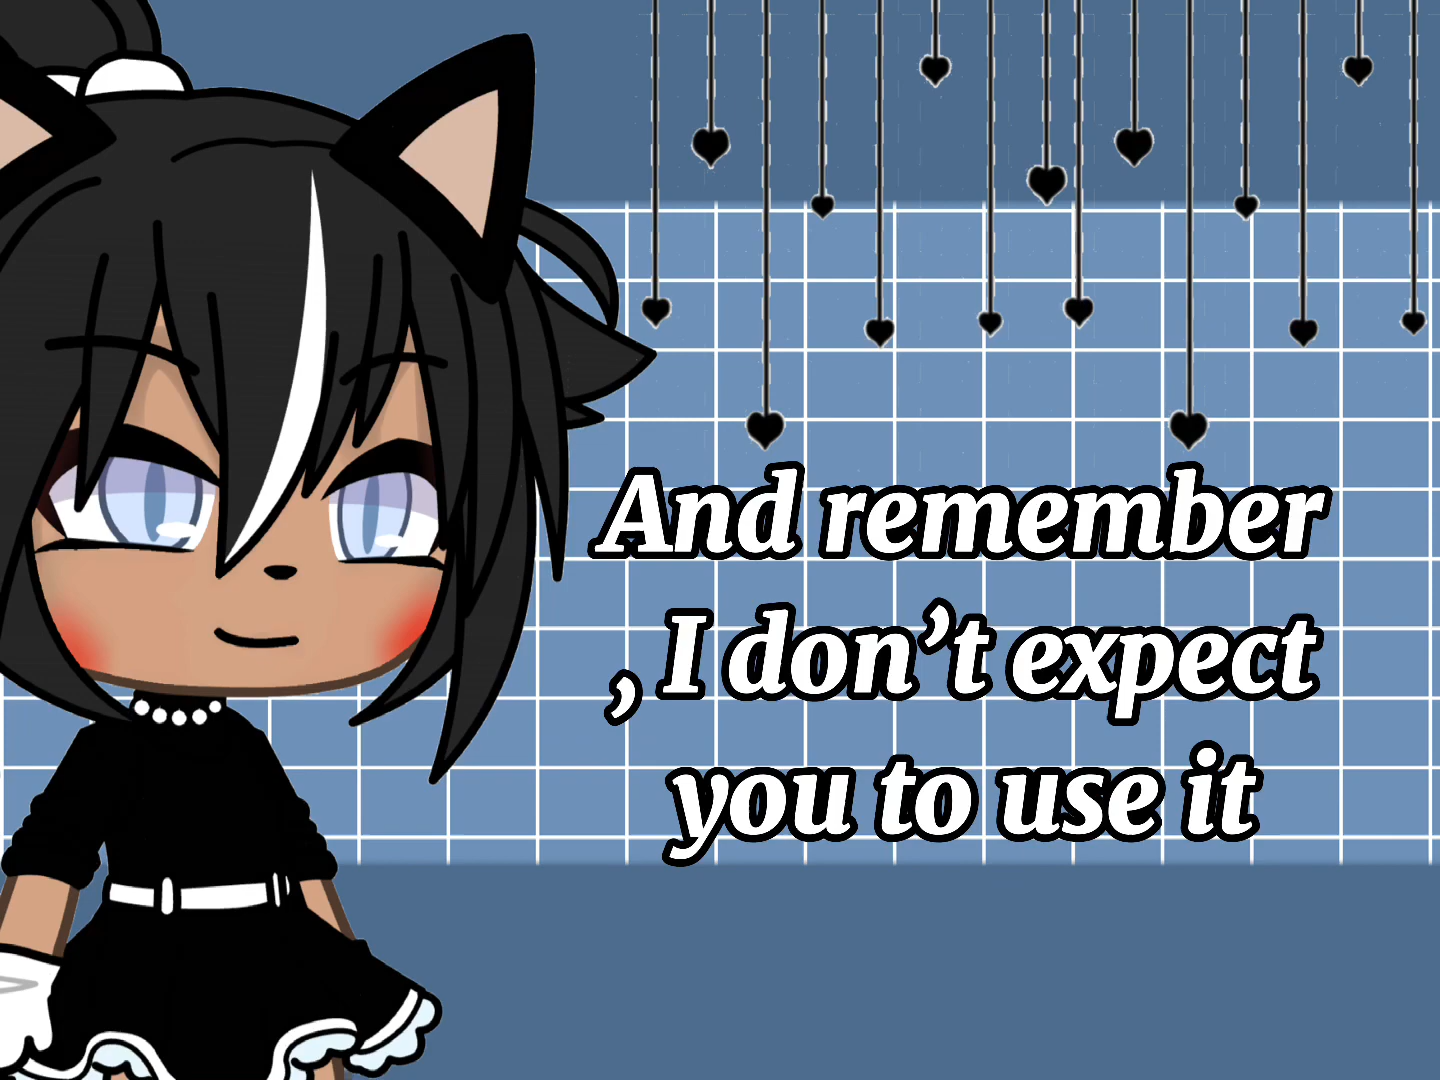 And remember
, I don’t expect
you to use it